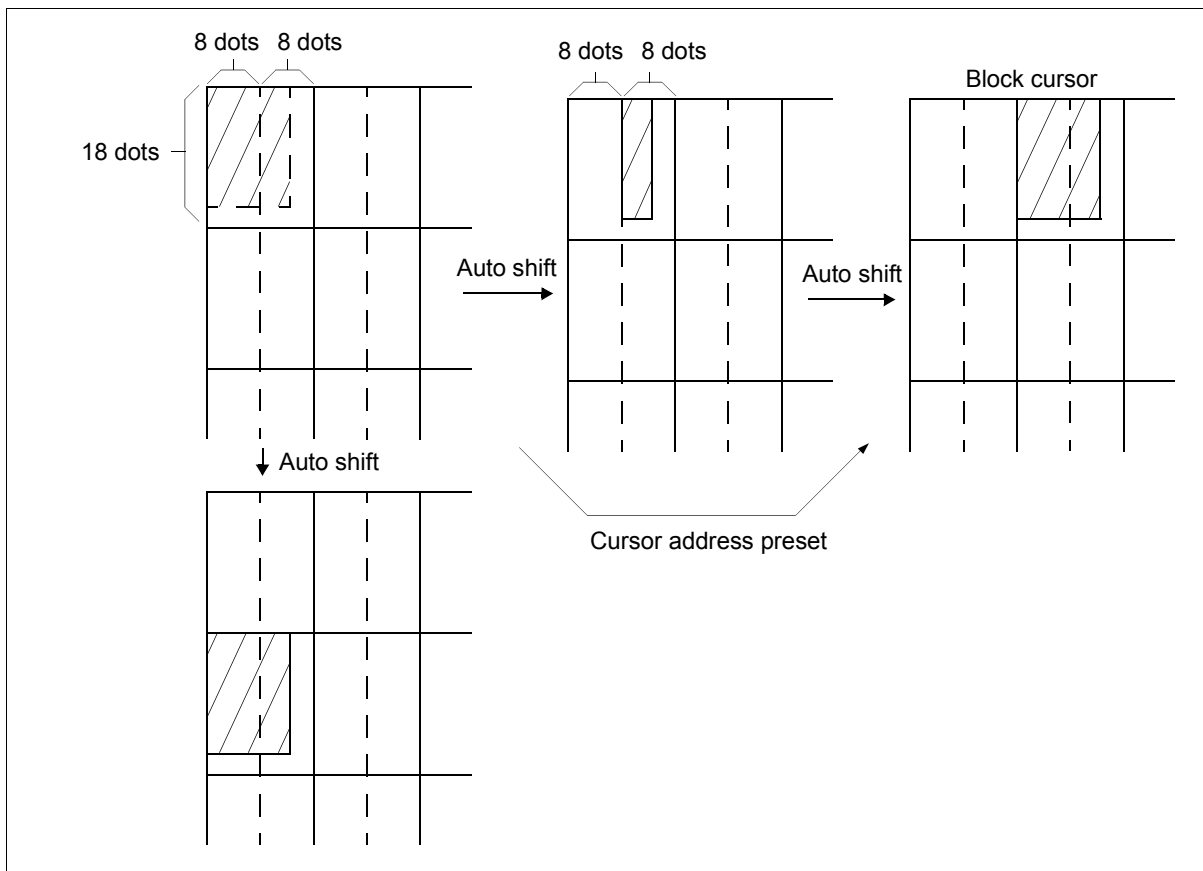 8 dots 8 dots
8 dots 8 dots
Block cursor
18 dots
Auto shift
Auto shift
Auto shift
Cursor address preset